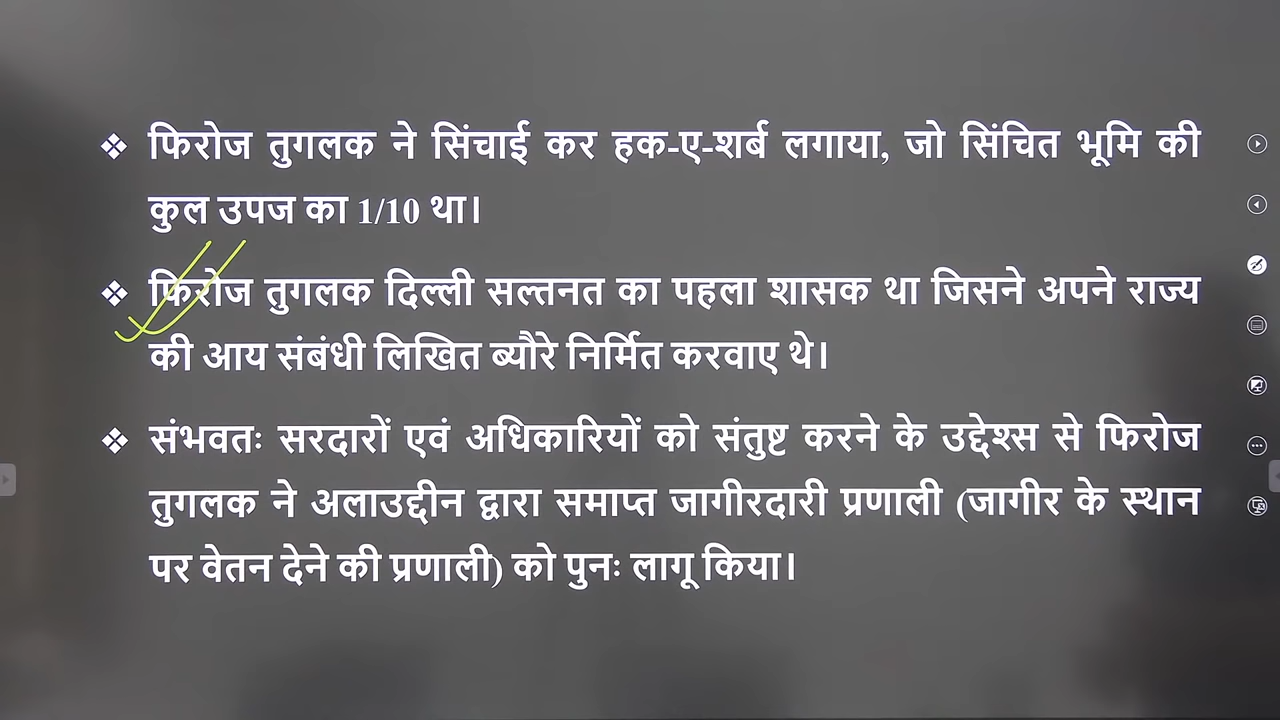 ❖ फिरोज तुगलक ने सिंचाई कर हक-ए-शर्ब लगाया, जो सिंचित भूमि की
कुल उपज का 1/10 था।
❖ फिरोज तुगलक दिल्ली सल्तनत का पहला शासक था जिसने अपने राज्य
की आय संबंधी लिखित ब्यौरे निर्मित करवाए थे।
❖ संभवतः सरदारों एवं अधिकारियों को संतुष्ट करने के उद्देश्स से फिरोज
तुगलक ने अलाउद्दीन द्वारा समाप्त जागीरदारी प्रणाली (जागीर के स्थान
पर वेतन देने की प्रणाली) को पुनः लागू किया।